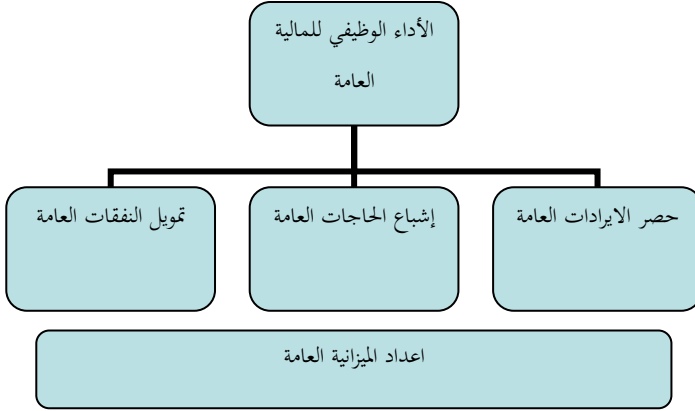 الأداء الوظيفي للمالية
العامة
حصر الايرادات العامة
إشباع الحاجات العامة
تمويل النفقات العامة
اعداد الميزانية العامة